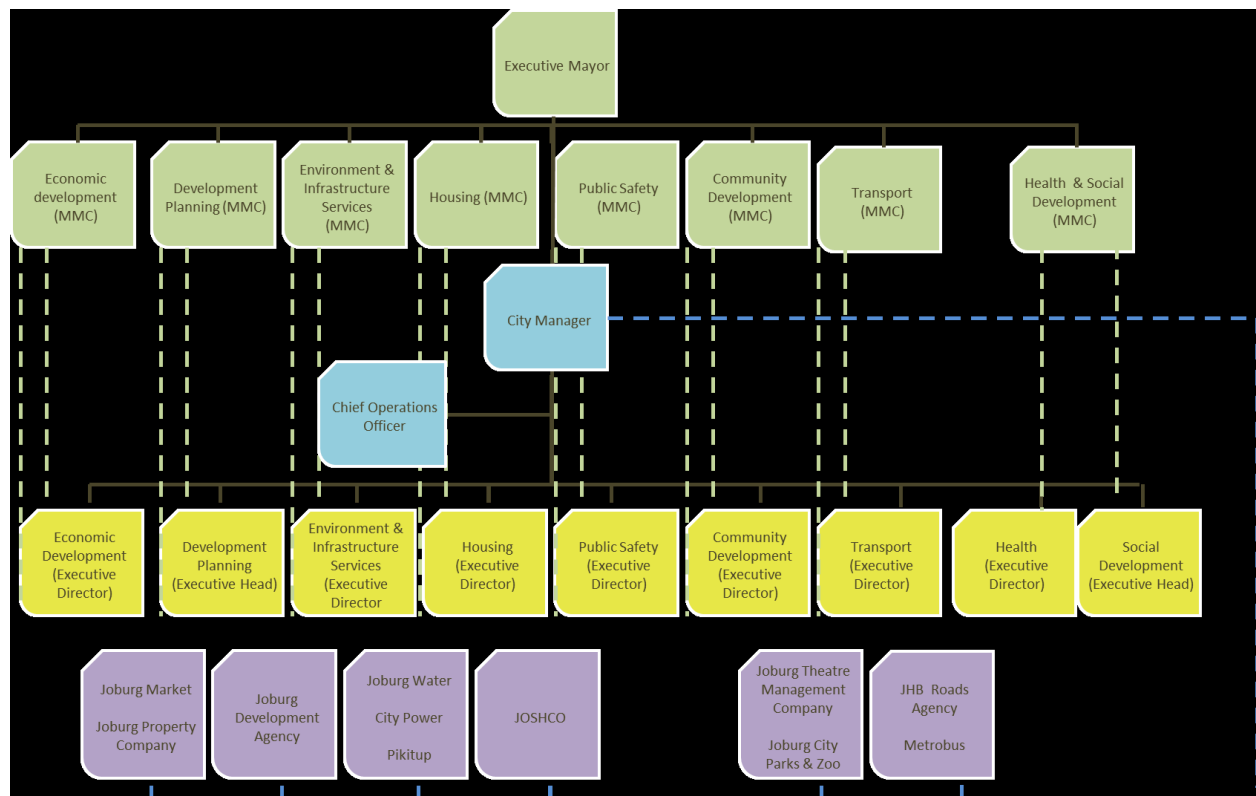 Executive Mayor
Economic
development
(MMC)
Development
Planning (MMC)
Environment &
Infrastructure
Services
(MMC)
Housing (MMC)
Public Safety
(MMC)
Community
Development
(MMC)
Transport
(MMC)
Health & Social
Development
(MMC)
City Manager
Chief Operations
Officer
Economic
Development
(Executive
Director)
Development
Planning
(Executive Head)
Environment &
Infrastructure
Services
(Executive
Director
Housing
(Executive
Director)
Public Safety
(Executive
Director)
Community
Development
(Executive
Director)
Transport
(Executive
Director)
Health
(Executive
Director)
Social
Development
(Executive Head)
Joburg Market
Joburg Property
Company
Joburg
Development
Agency
Joburg Water
City Power
Pikitup
JOSHCO
Joburg Theatre
Management
Company
Joburg City
Parks & Zoo
JHB Roads
Agency
Metrobus